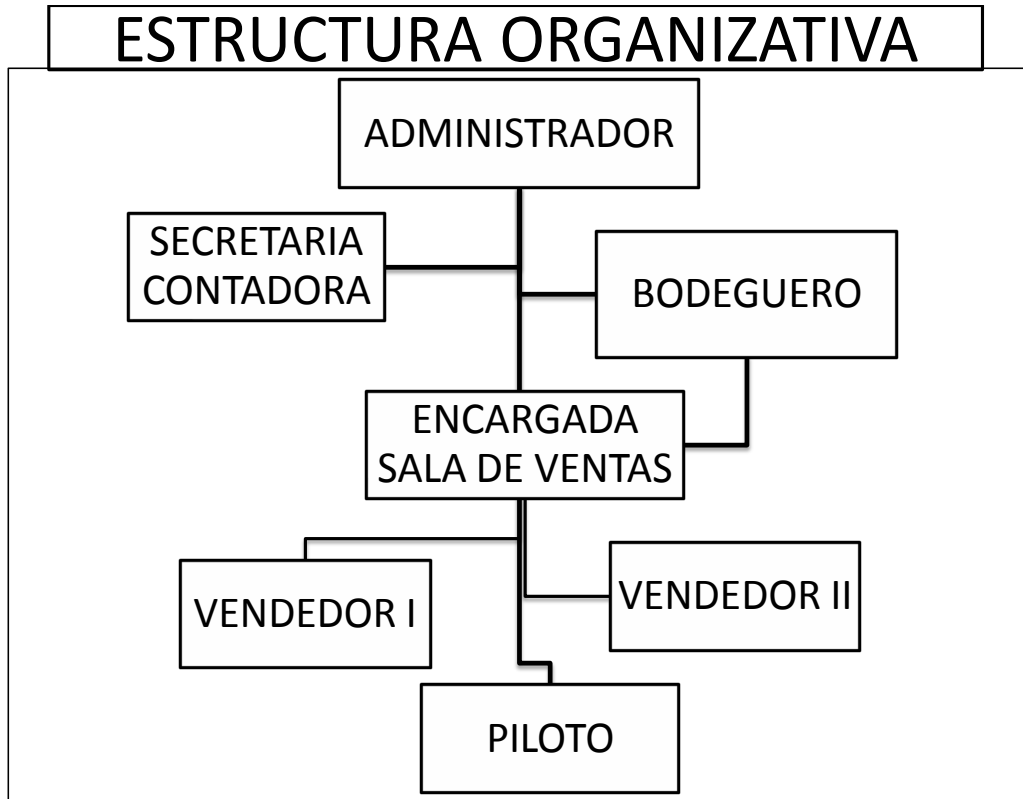 ESTRUCTURA ORGANIZATIVA
ADMINISTRADOR
SECRETARIA
CONTADORA
BODEGUERO
ENCARGADA
SALA DE VENTAS
VENDEDOR I
VENDEDOR II
PILOTO